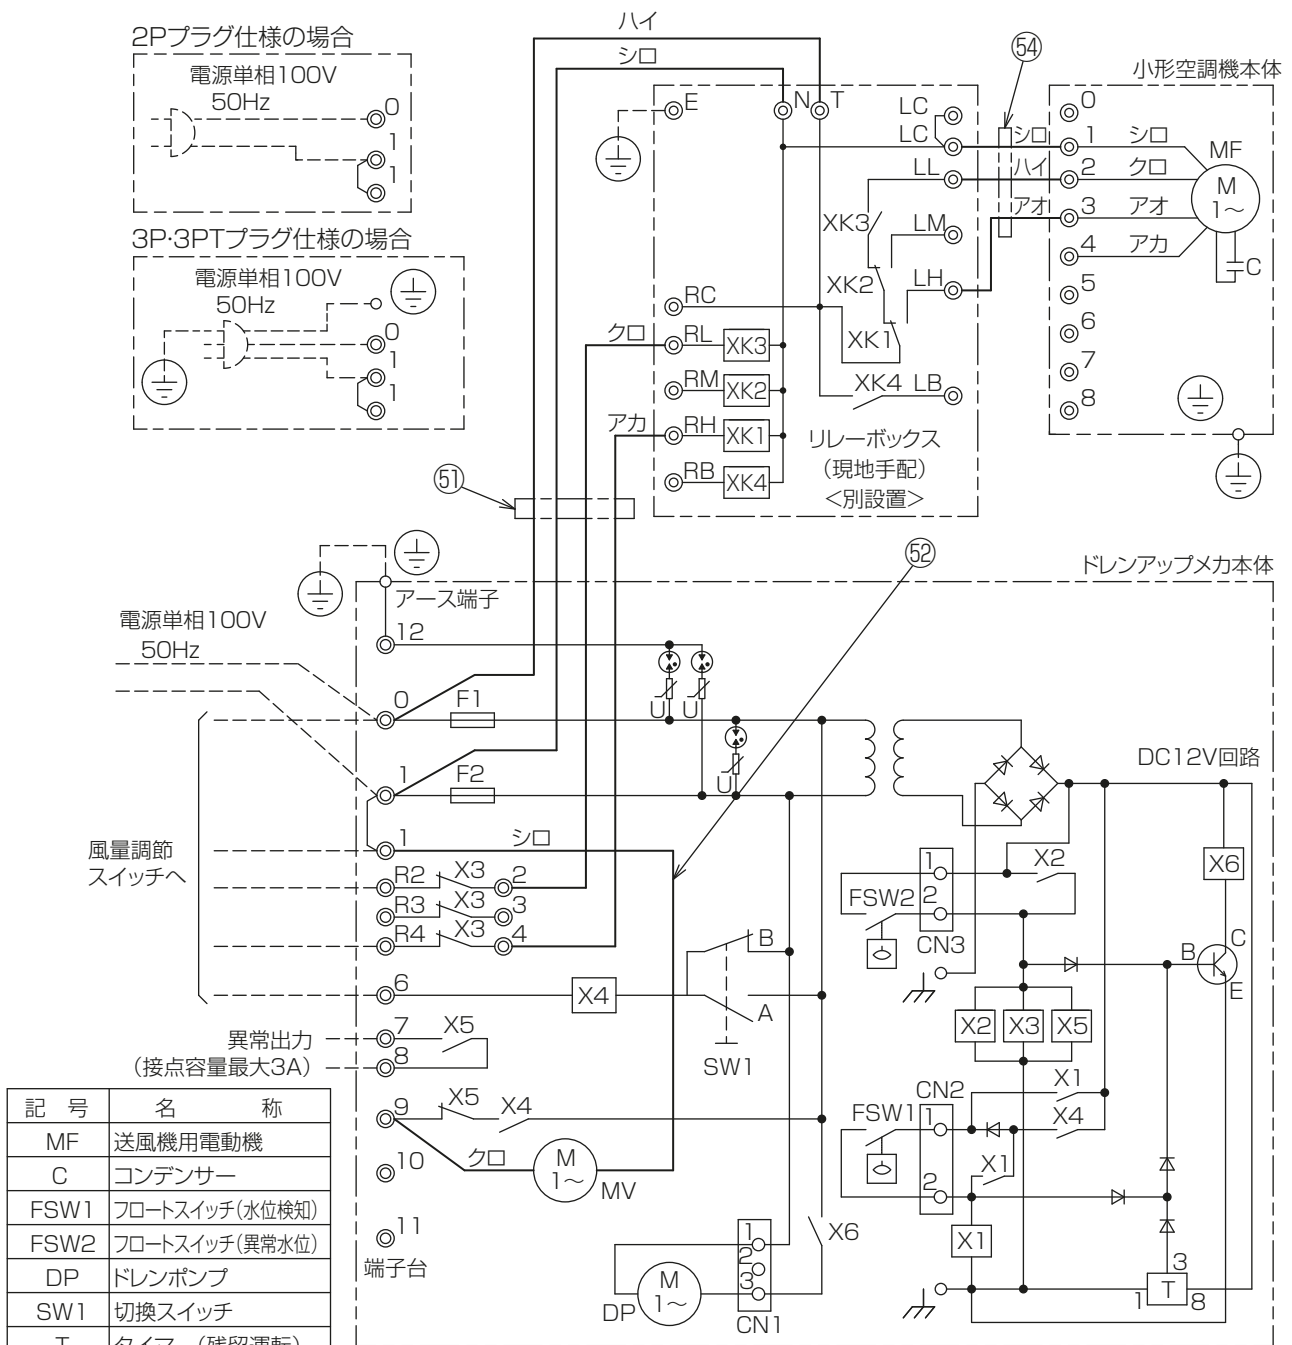 2Pプラグ仕様の場合
電源単相100V
50Hz
0
1
1
3P・3PTプラグ仕様の場合
電源単相100V
50Hz
0
1
1
ハイ
シロ
E
N
T
LC
LC
LL
LM
LH
LB
XK3
XK2
XK1
XK4
RC
RL
RM
RH
RB
XK3
XK2
XK1
XK4
クロ
アカ
リレーボックス
（現地手配）
＜別設置＞
㊿+1
54
シロ
ハイ
アオ
小形空調機本体
0
1
2
3
4
5
6
7
8
シロ
クロ
アオ
アカ
MF
M
1～
C
51
52
ドレンアップメカ本体
アース端子
電源単相100V
50Hz
12
0
F1
1
F2
1
シロ
U
U
U
DC12V回路
風量調節
スイッチへ
R2
X3
2
R3
X3
3
R4
X3
4
6
X4
B
A
SW1
異常出力
（接点容量最大3A）
7
X5
8
9
X5
X4
クロ
M
1～
MV
10
11
端子台
DP
M
1～
1
2
3
CN1
X6
FSW2
1
2
CN3
X2
X6
B
C
E
X2
X3
X5
CN2
FSW1
1
2
X1
X4
X1
X1
T
1
3
8
記号
名称
MF
送風機用電動機
C
コンデンサー
FSW1
フロートスイッチ（水位検知）
FSW2
フロートスイッチ（異常水位）
DP
ドレンポンプ
SW1
切換スイッチ
T
タイマー（残留運転）